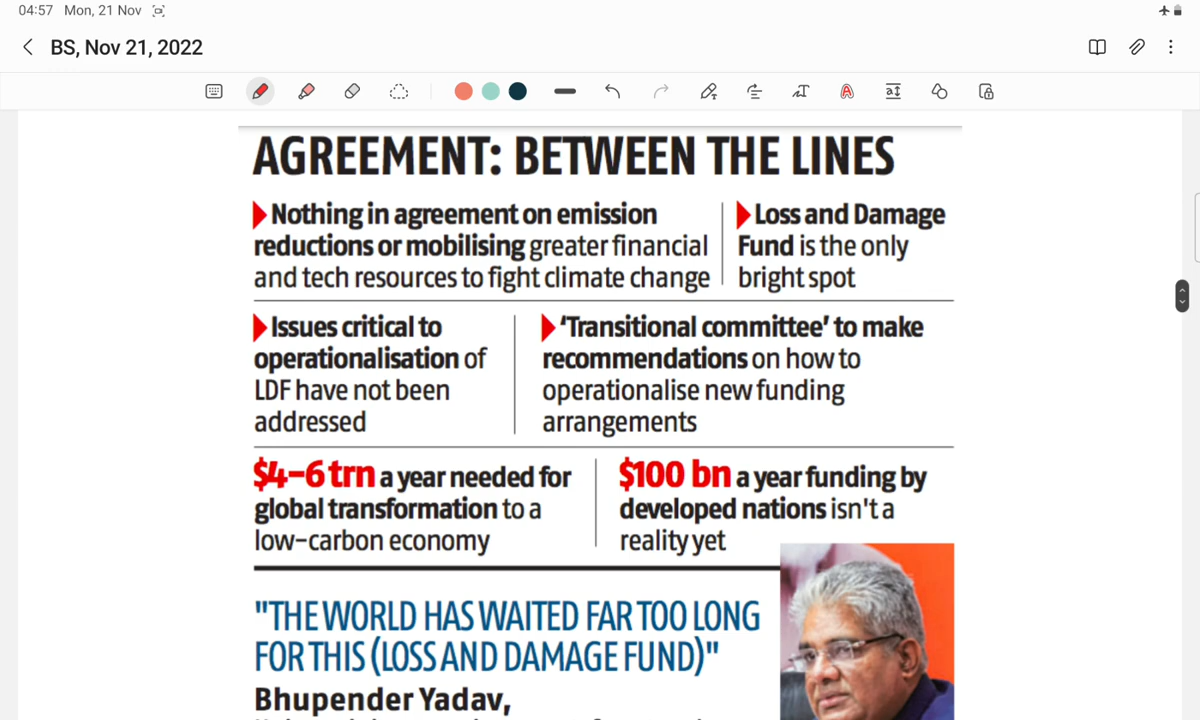 04:57 Mon, 21 Nov
BS, Nov 21, 2022
AGREEMENT: BETWEEN THE LINES
Nothing in agreement on emission
reductions or mobilising greater financial
and tech resources to fight climate change
Loss and Damage
Fund is the only
bright spot
Issues critical to
operationalisation of
LDF have not been
addressed
'Transitional committee' to make
recommendations on how to
operationalise new funding
arrangements
$4–6 trn a year needed for
global transformation to a
low-carbon economy
$100 bn a year funding by
developed nations isn't a
reality yet
"THE WORLD HAS WAITED FAR TOO LONG
FOR THIS (LOSS AND DAMAGE FUND)"
Bhupender Yadav,